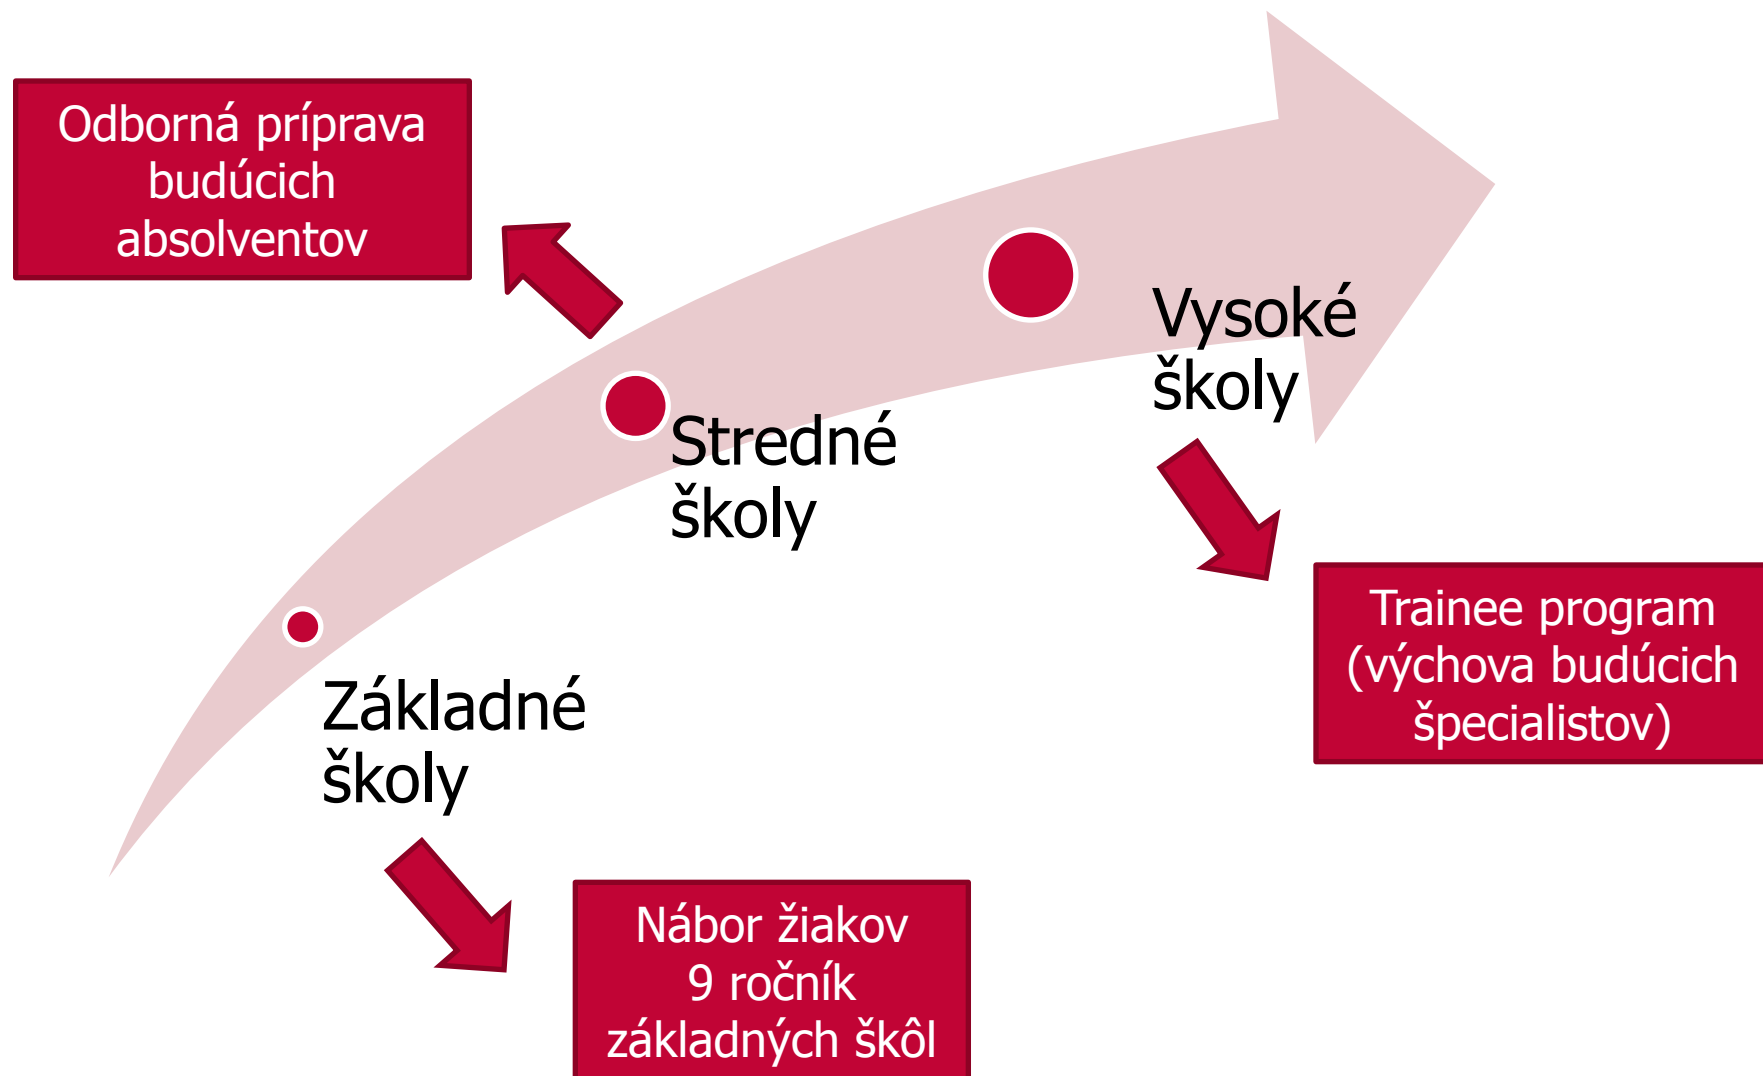 Odborná príprava
budúcich
absolventov
Vysoké
školy
Stredné
školy
Trainee program
(výchova budúcich
špecialistov)
Základné
školy
Nábor žiakov
9 ročník
základných škôl